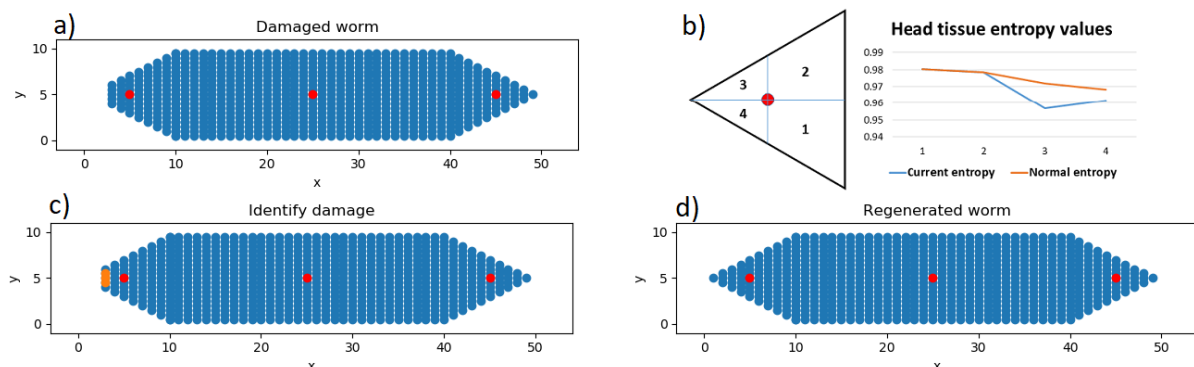 a)
Damaged worm
10
5
0
y
0 10 20 30 40 50
x
b)
3
2
4
1
Head tissue entropy values
0.99
0.98
0.97
0.96
0.95
0.94
1 2 3 4
Current entropy Normal entropy
c)
Identify damage
10
5
0
y
0 10 20 30 40 50
x
d)
Regenerated worm
10
5
0
y
0 10 20 30 40 50
x